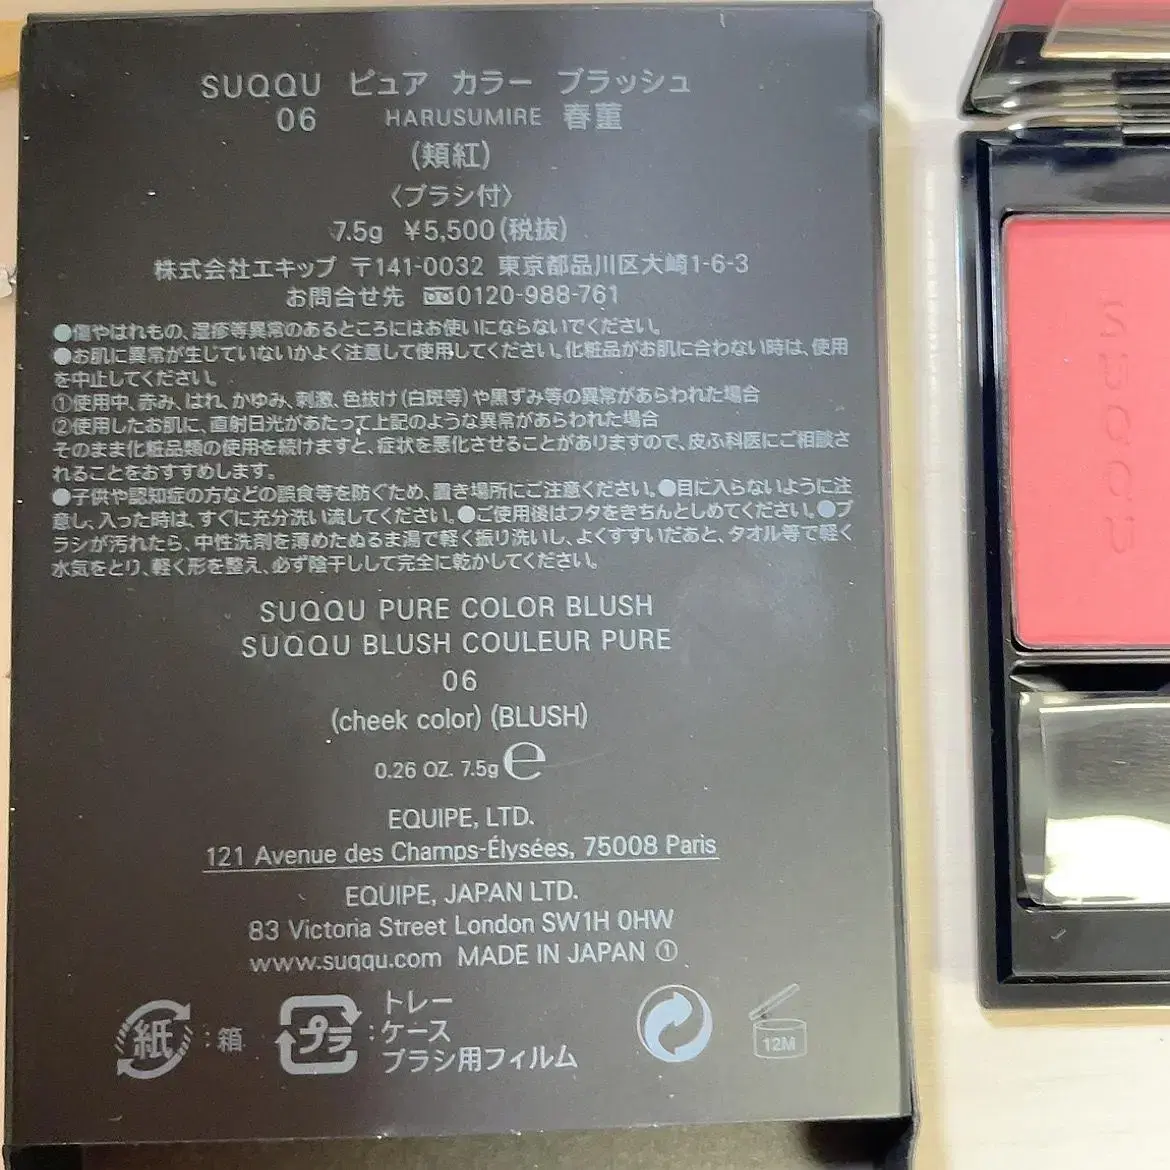 SUQQU ピュア カラー ブラッシュ
06 HARUSUMIRE 春菫
(頬紅)
〈ブラシ付〉
7.5g ¥5,500(税抜)
株式会社エキップ 〒141-0032 東京都品川区大崎1-6-3
お問合せ先 0120-988-761
●傷やはれもの、湿疹等異常のあるところにはお使いにならないでください。
●お肌に異常が生じていないかよく注意して使用してください。化粧品がお肌に合わない時は、使用
を中止してください。
①使用中、赤み、はれ、かゆみ、刺激、色抜け(白斑等)や黒ずみ等の異常があらわれた場合
②使用したお肌に、直射日光があたって上記のような異常があらわれた場合
そのまま化粧品類の使用を続けますと、症状を悪化させることがありますので、皮ふ科医にご相談さ
れることをおすすめします。
●子供や認知症の方などの誤食等を防ぐため、置き場所にご注意ください。●目に入らないように注
意し、入った時は、すぐに充分洗い流してください。●ご使用後はフタをきちんとしめてください。●ブ
ラシが汚れたら、中性洗剤を薄めたぬるま湯で軽く振り洗いし、よくすすいだあと、タオル等で軽く
水気をとり、軽く形を整え、必ず陰干しして完全に乾かしてください。
SUQQU PURE COLOR BLUSH
SUQQU BLUSH COULEUR PURE
06
(cheek color) (BLUSH)
0.26 OZ. 7.5g ℮
EQUIPE, LTD.
121 Avenue des Champs-Élysées, 75008 Paris
EQUIPE, JAPAN LTD.
83 Victoria Street London SW1H 0HW
www.suqqu.com MADE IN JAPAN ①
紙 : 箱
プラ : トレー
ケース
ブラシ用フィルム
12M
SUQQU